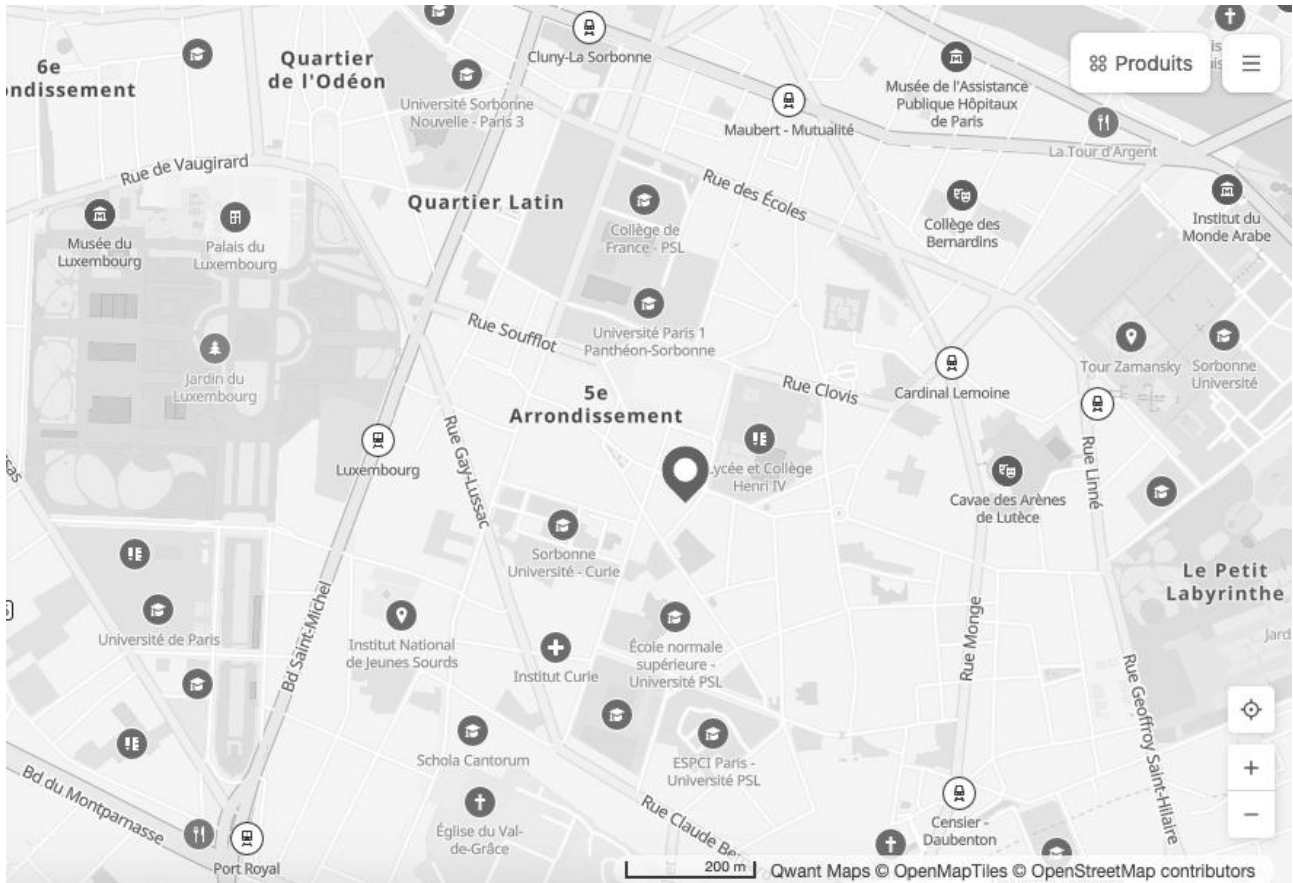 6e
ondissement
Quartier
de l'Odéon
Cluny-La Sorbonne
Université Sorbonne
Nouvelle - Paris 3
Musée de l'Assistance
Publique Hôpitaux
de Paris
Produits
Maubert - Mutualité
La Tour d'Argent
Rue de Vaugirard
Quartier Latin
Rue des Écoles
Musée du
Luxembourg
Palais du
Luxembourg
Collège de
France - PSL
Collège des
Bernardins
Institut du
Monde Arabe
Rue Soufflot
Université Paris 1
Panthéon-Sorbonne
Jardin du
Luxembourg
Tour Zamansky
Sorbonne
Université
Rue Clovis
Cardinal Lemoine
5e
Arrondissement
Rue Gay-Lussac
Luxembourg
Lycée et Collège
Henri IV
Rue Linné
Cavae des Arènes
de Lutèce
Sorbonne
Université - Curie
Le Petit
Labyrinthe
Université de Paris
Bd Saint-Michel
Institut National
de Jeunes Sourds
Institut Curie
École normale
supérieure -
Université PSL
Rue Monge
Jard
Rue Geoffroy Saint-Hilaire
Schola Cantorum
ESPCI Paris -
Université PSL
Bd du Montparnasse
Église du Val-
de-Grâce
Rue Claude Be
Censier -
Daubenton
Port Royal
200 m
Qwant Maps © OpenMapTiles © OpenStreetMap contributors